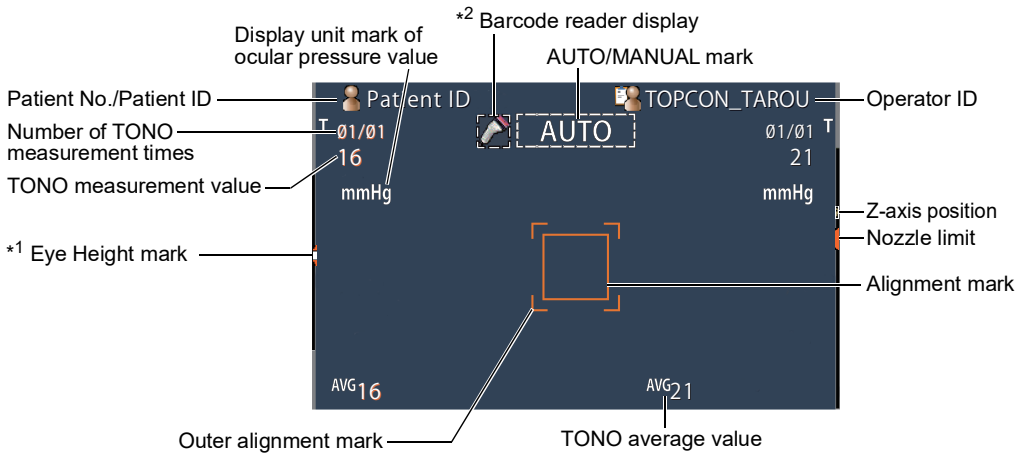 *2 Barcode reader display
Display unit mark of
ocular pressure value
AUTO/MANUAL mark
Patient No./Patient ID
Patient ID
TOPCON_TAROU
Operator ID
Number of TONO
measurement times
T
01/01
AUTO
01/01
T
16
21
TONO measurement value
mmHg
mmHg
Z-axis position
Nozzle limit
*1 Eye Height mark
Alignment mark
AVG16
AVG21
Outer alignment mark
TONO average value